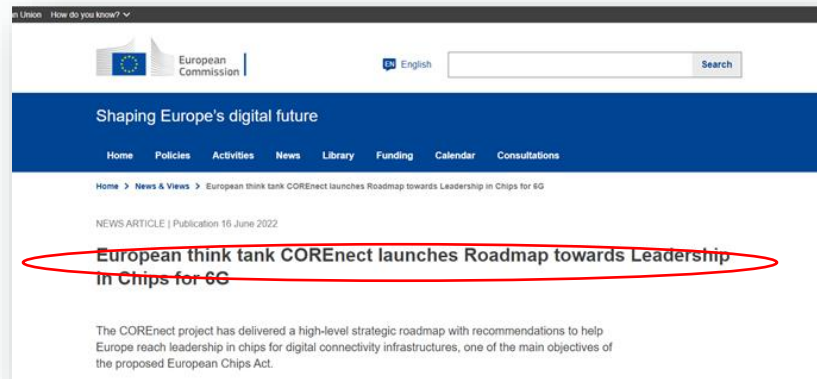 n Union How do you know?
European
Commission
EN English
Search
Shaping Europe's digital future
Home Policies Activities News Library Funding Calendar Consultations
Home > News & Views > European think tank COREnect launches Roadmap towards Leadership in Chips for 6G
NEWS ARTICLE | Publication 16 June 2022
European think tank COREnect launches Roadmap towards Leadership
in Chips for 6G
The COREnect project has delivered a high-level strategic roadmap with recommendations to help
Europe reach leadership in chips for digital connectivity infrastructures, one of the main objectives of
the proposed European Chips Act.